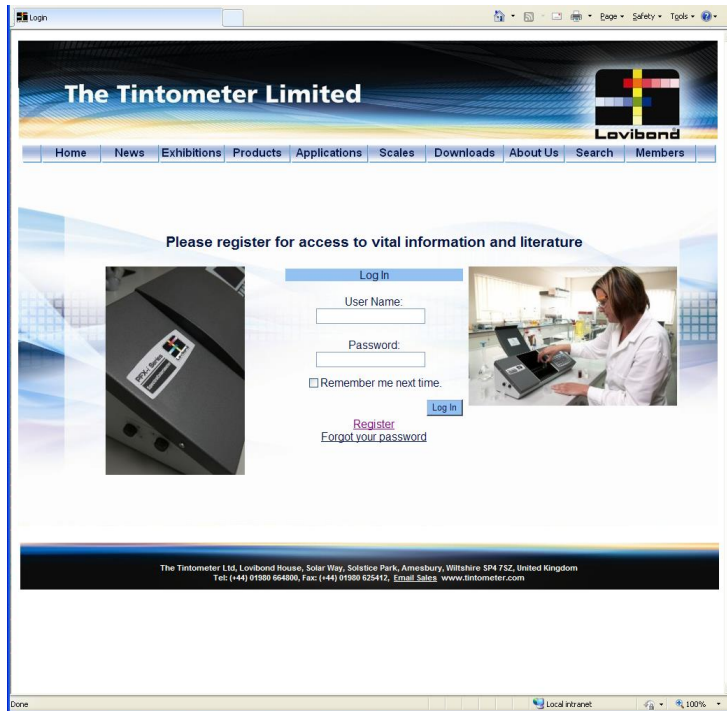 Login
Page
Safety
Tools
The Tintometer Limited
Lovibond®
Home News Exhibitions Products Applications Scales Downloads About Us Search Members
Please register for access to vital information and literature
Log In
User Name:
Password:
Remember me next time.
Log In
Register
Forgot your password
PFX-i Series
Lovibond
The Tintometer Ltd, Lovibond House, Solar Way, Solstice Park, Amesbury, Wiltshire SP4 7SZ, United Kingdom
Tel: (+44) 01980 664800, Fax: (+44) 01980 625412, Email Sales www.tintometer.com
Done
Local intranet
100%